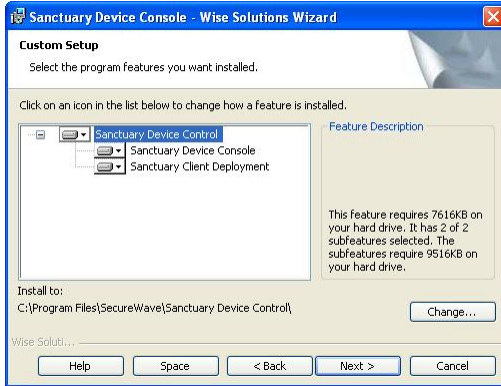 Sanctuary Device Console - Wise Solutions Wizard
Custom Setup
Select the program features you want installed.
Click on an icon in the list below to change how a feature is installed.
Sanctuary Device Control
Sanctuary Device Console
Sanctuary Client Deployment
Feature Description
This feature requires 7616KB on
your hard drive. It has 2 of 2
subfeatures selected. The
subfeatures require 9516KB on
your hard drive.
Install to:
C:\Program Files\SecureWave\Sanctuary Device Control\
Change...
Wise Soluti...
Help
Space
< Back
Next >
Cancel